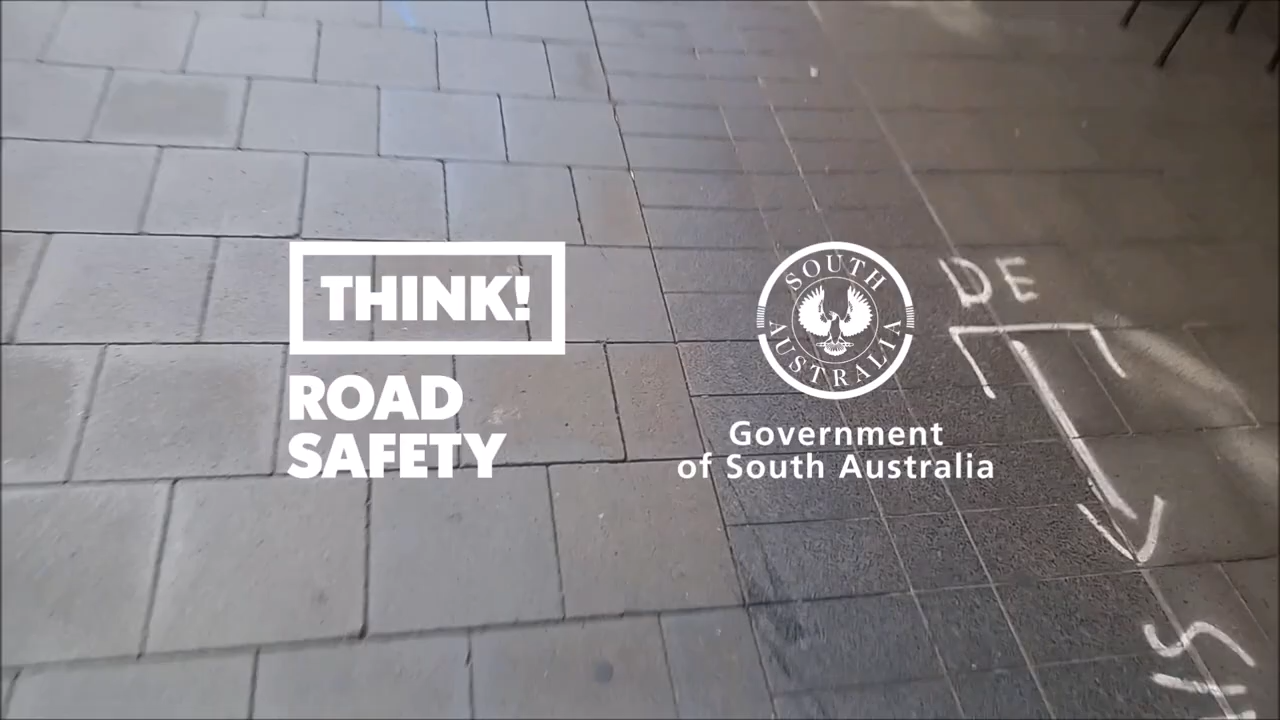 THINK!
ROAD
SAFETY
SOUTH
AUSTRALIA
Government
of South Australia
DE